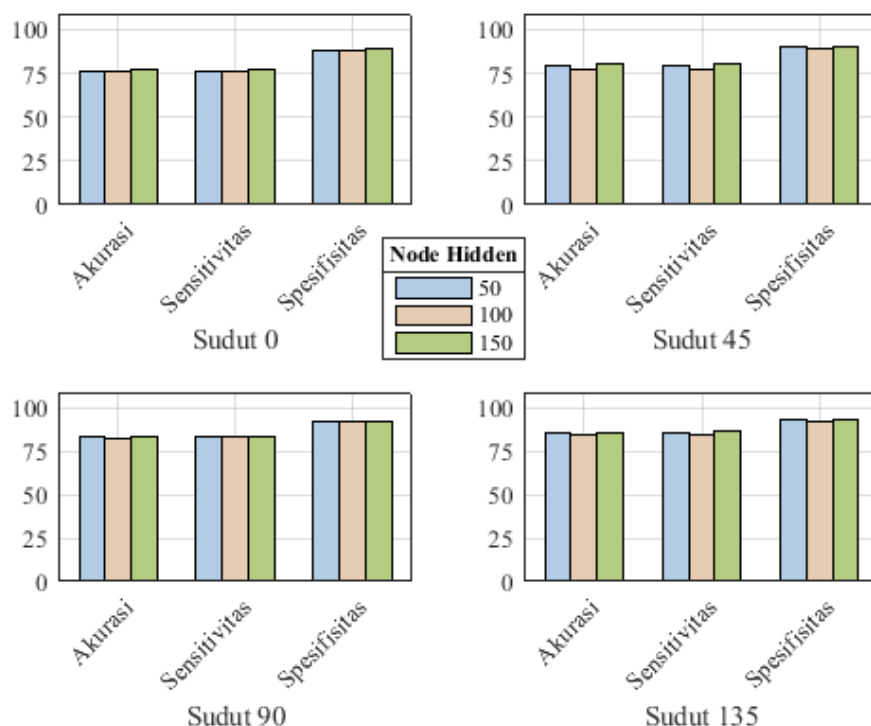 100
75
50
25
0
Akurasi
Sensitivitas
Spesifisitas
Sudut 0
100
75
50
25
0
Akurasi
Sensitivitas
Spesifisitas
Sudut 45
Node Hidden
50
100
150
100
75
50
25
0
Akurasi
Sensitivitas
Spesifisitas
Sudut 90
100
75
50
25
0
Akurasi
Sensitivitas
Spesifisitas
Sudut 135